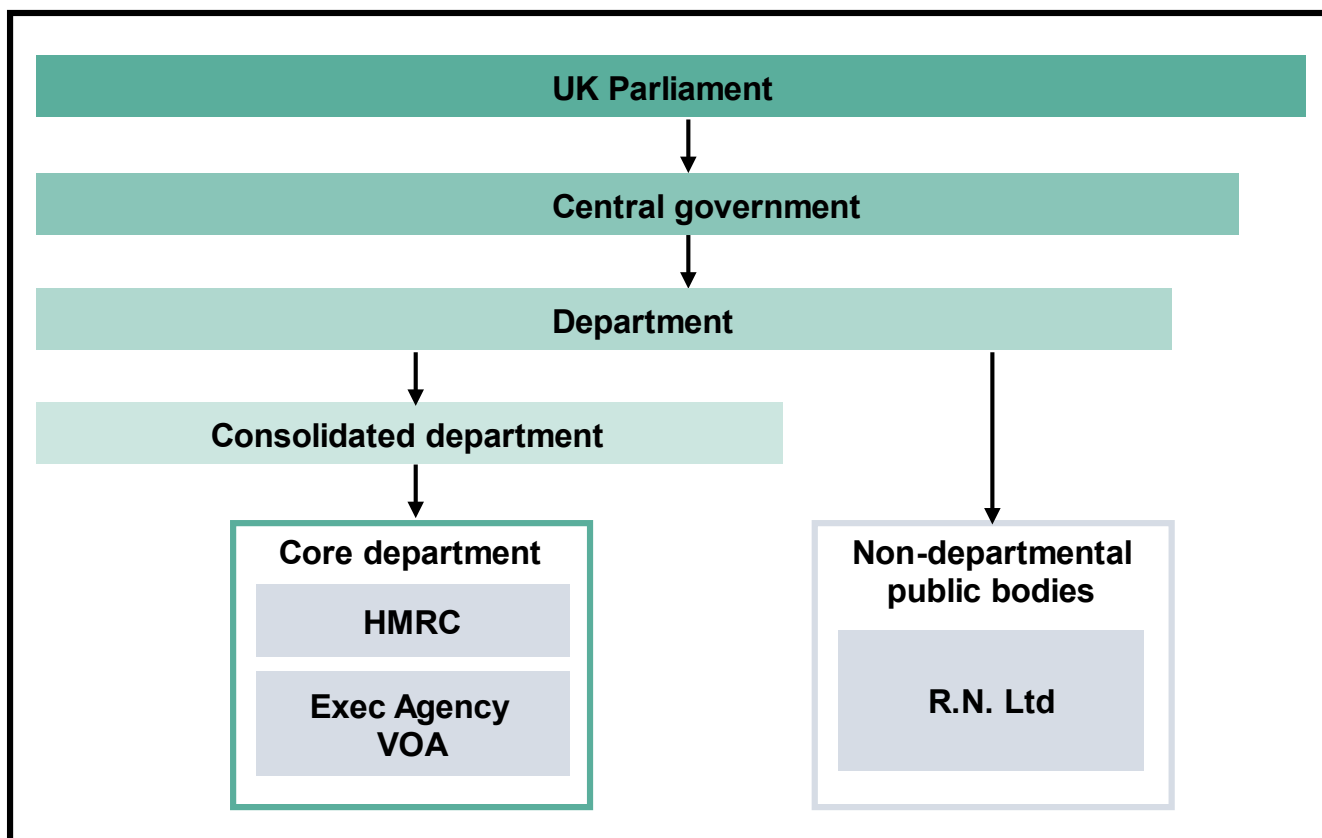 UK Parliament
Central government
Department
Consolidated department
Core department
HMRC
Exec Agency
VOA
Non-departmental
public bodies
R.N. Ltd